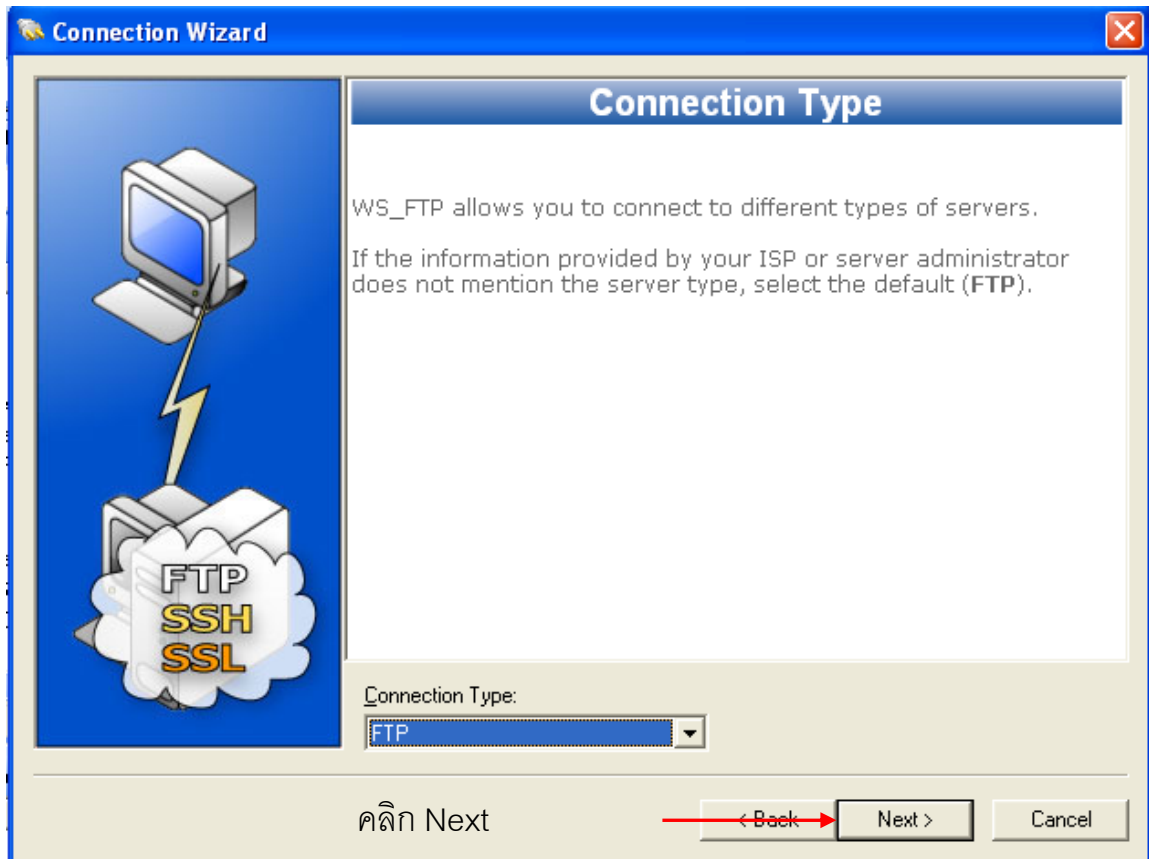 Connection Wizard
Connection Type
WS_FTP allows you to connect to different types of servers.
If the information provided by your ISP or server administrator
does not mention the server type, select the default (FTP).
FTP
SSH
SSL
Connection Type:
FTP
คลิก Next
< Back
Next >
Cancel